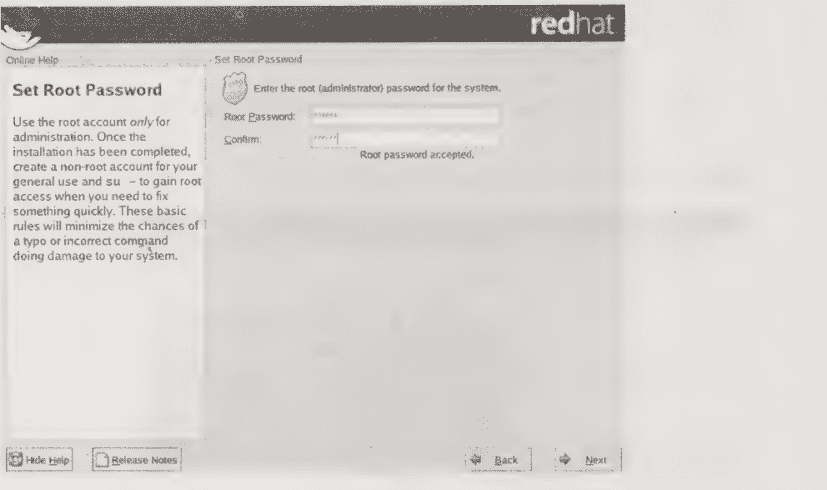 redhat
Online Help
Set Root Password
Set Root Password
Use the root account only for
administration. Once the
installation has been completed,
create a non-root account for your
general use and su – to gain root
access when you need to fix
something quickly. These basic
rules will minimize the chances of
a typo or incorrect command
doing damage to your system.
Enter the root (administrator) password for the system.
Root Password:
Confirm:
Root password accepted.
Hide Help
Release Notes
Back
Next